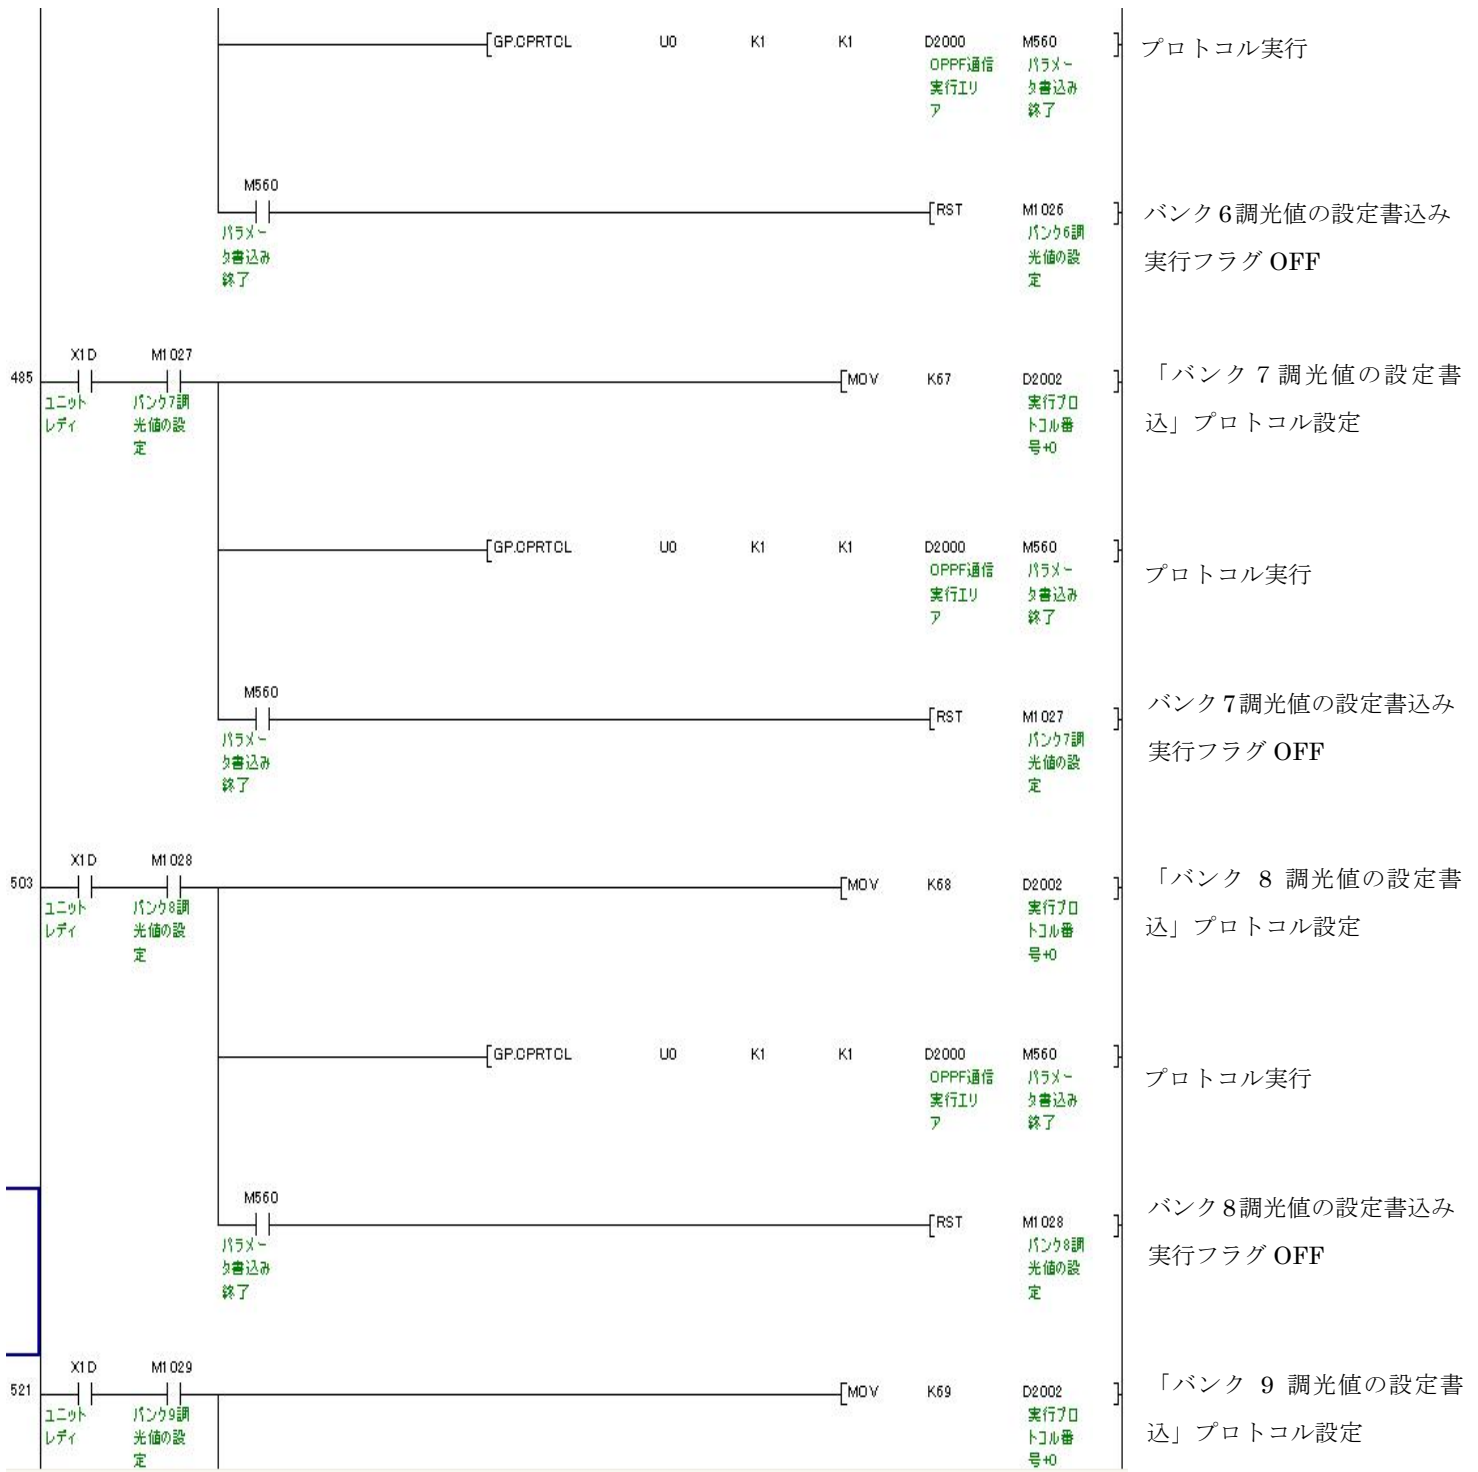 [GP.CPRTCL U0 K1 K1 D2000 M560 ] プロトコル実行
OPPF通信 パラメー
実行エリ タ書込み
ア 終了
M560
[RST M1026 ] バンク6調光値の設定書込み
パラメー バンク6調
タ書込み 光値の設 実行フラグ OFF
終了 定
X1D M1027
485 [MOV K67 D2002 ] 「バンク7調光値の設定書
ユニット バンク7調 実行プロ
レディ 光値の設 トコル番 込」プロトコル設定
定 号+0
[GP.CPRTCL U0 K1 K1 D2000 M560 ]
OPPF通信 パラメー プロトコル実行
実行エリ タ書込み
ア 終了
M560 バンク7調光値の設定書込み
[RST M1027 ]
パラメー バンク7調 実行フラグ OFF
タ書込み 光値の設
終了 定
X1D M1028
503 [MOV K68 D2002 ] 「バンク 8 調光値の設定書
ユニット バンク8調 実行プロ
レディ 光値の設 トコル番 込」プロトコル設定
定 号+0
[GP.CPRTCL U0 K1 K1 D2000 M560 ]
OPPF通信 パラメー プロトコル実行
実行エリ タ書込み
ア 終了
M560 バンク8調光値の設定書込み
[RST M1028 ]
パラメー バンク8調 実行フラグ OFF
タ書込み 光値の設
終了 定
X1D M1029
521 [MOV K69 D2002 ] 「バンク 9 調光値の設定書
ユニット バンク9調 実行プロ
レディ 光値の設 トコル番 込」プロトコル設定
定 号+0